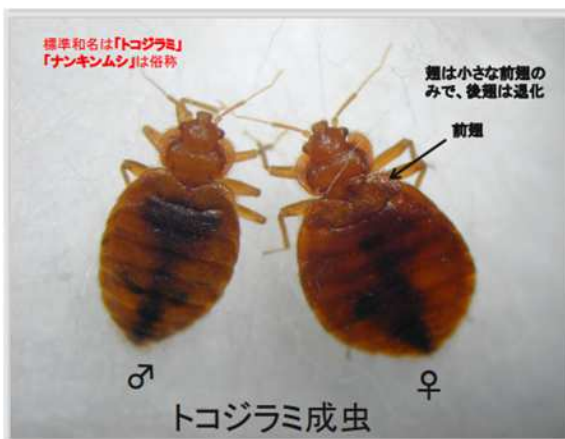 標準和名は「トコジラミ」
「ナンキンムシ」は俗称
翅は小さな前翅の
みで、後翅は退化
前翅
♂
♀
トコジラミ成虫